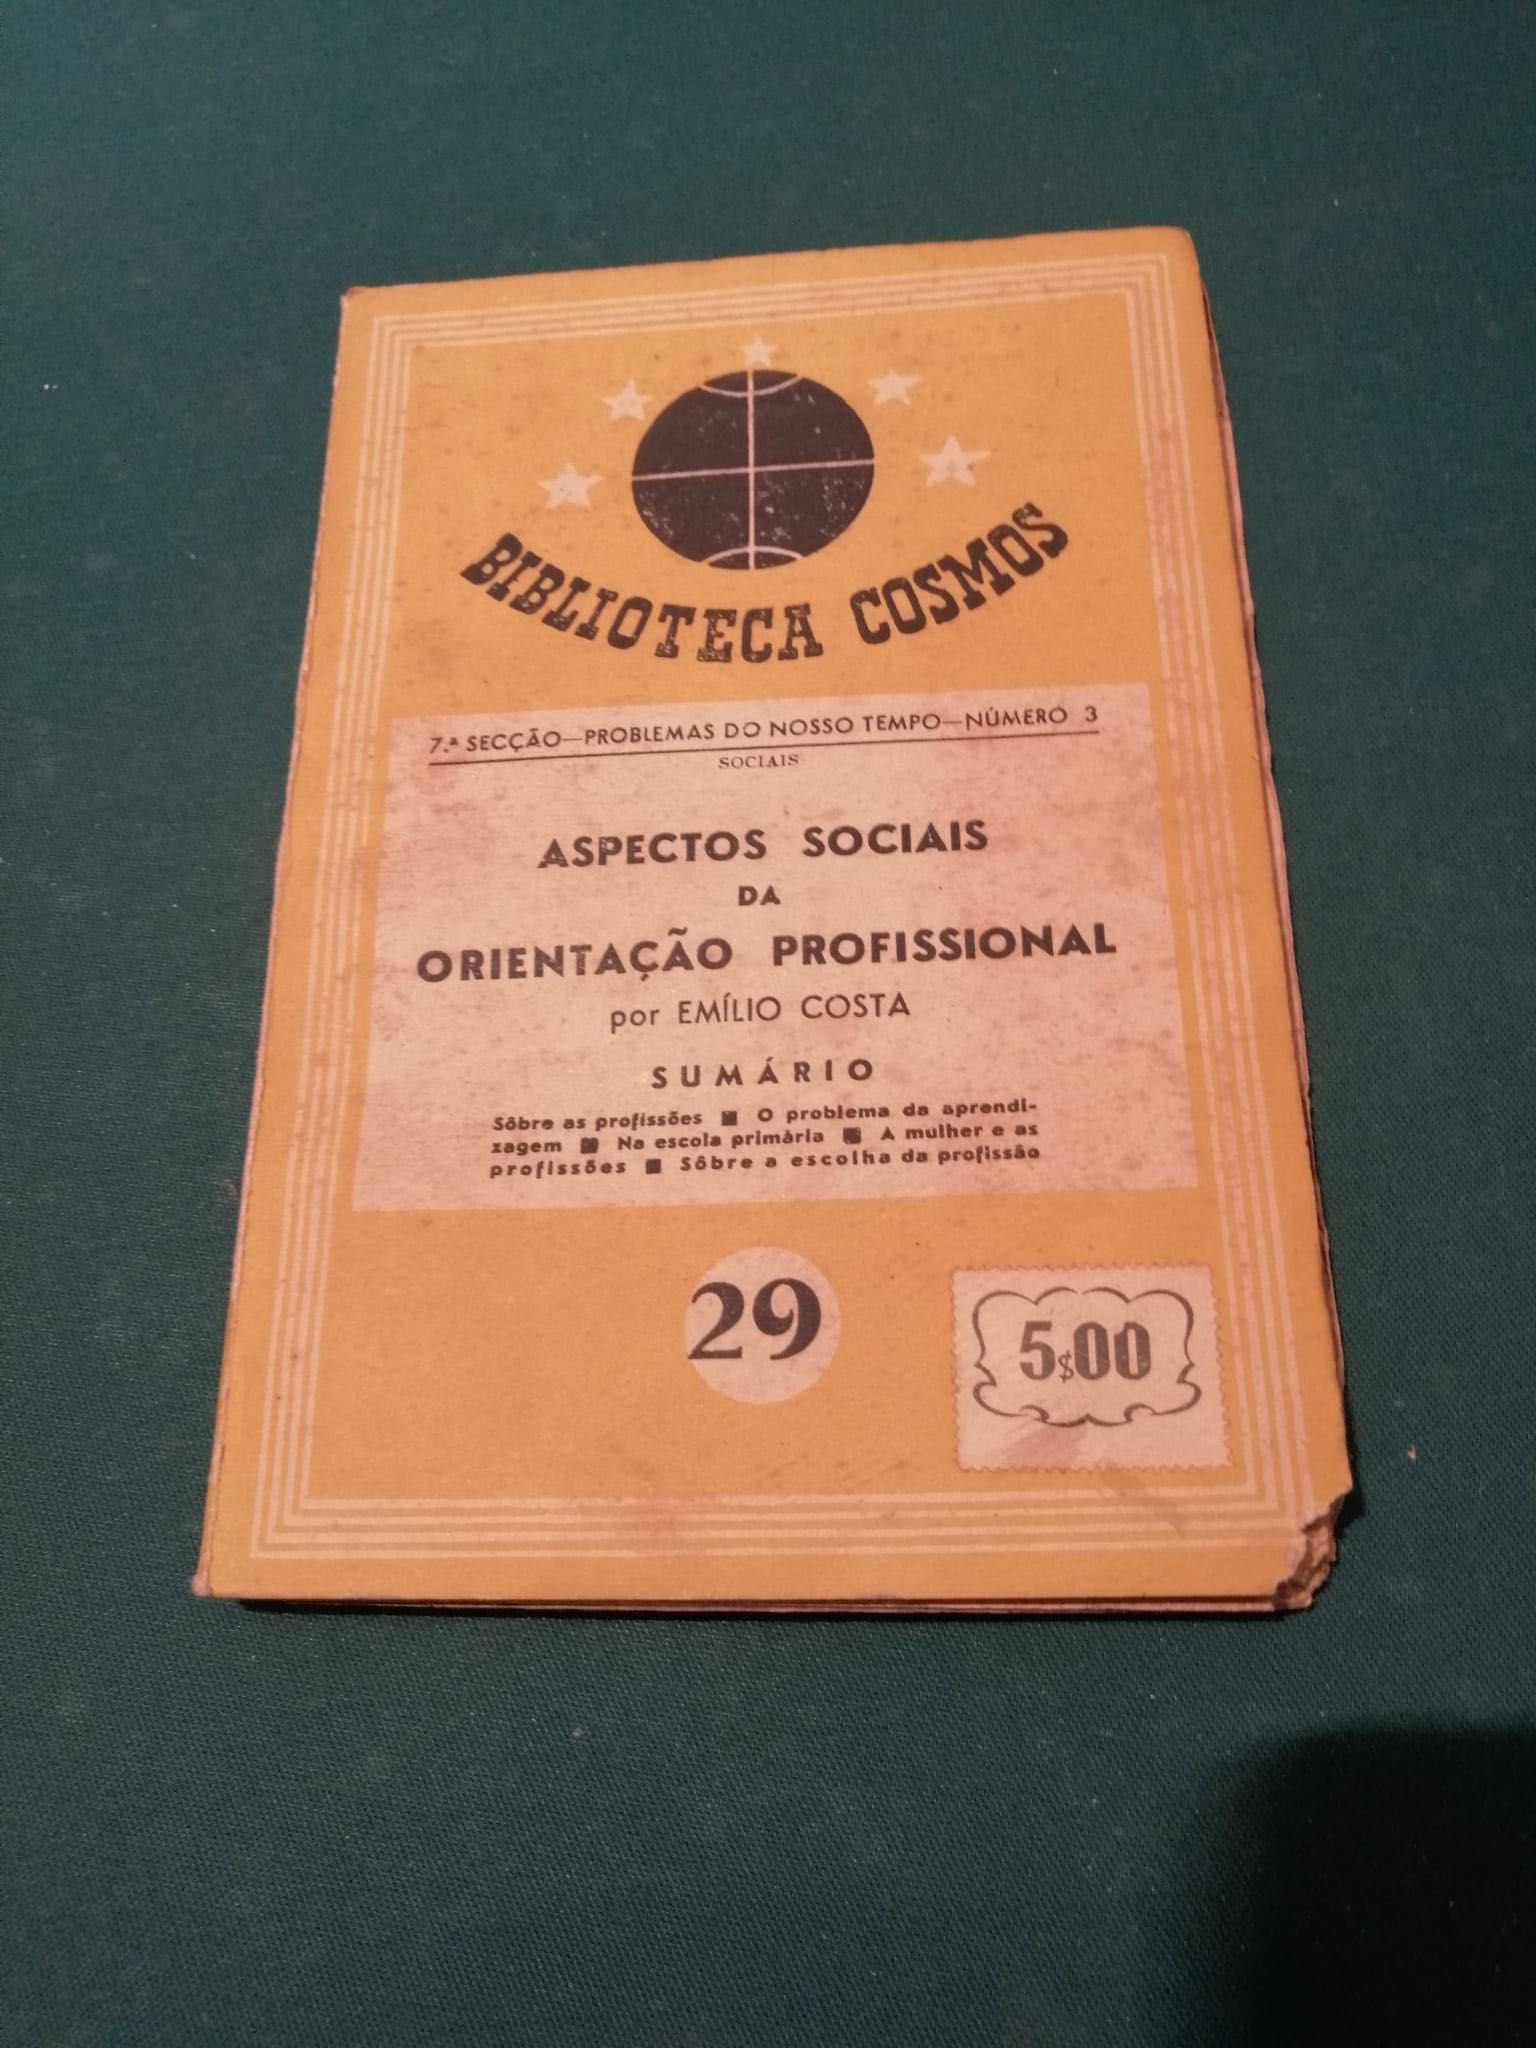 BIBLIOTECA COSMOS
7.ª SECÇÃO—PROBLEMAS DO NOSSO TEMPO—NÚMERO 3
SOCIAIS
ASPECTOS SOCIAIS
DA
ORIENTAÇÃO PROFISSIONAL
por EMÍLIO COSTA
SUMÁRIO
Sôbre as profissões ■ O problema da aprendi-
zagem ■ Na escola primária ■ A mulher e as
profissões ■ Sôbre a escolha da profissão
29
5$00